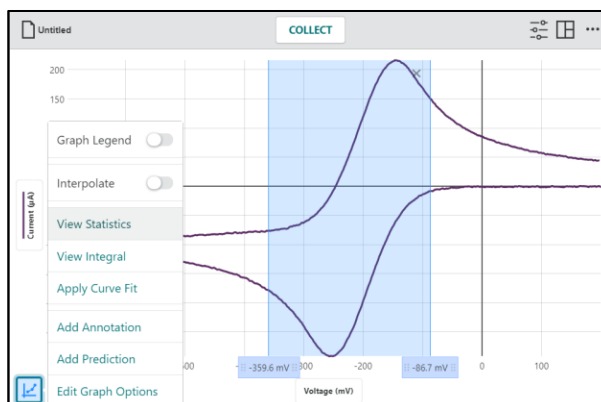 Untitled
COLLECT
200
150
Graph Legend
Interpolate
View Statistics
View Integral
Apply Curve Fit
Add Annotation
Add Prediction
Edit Graph Options
Current (µA)
-359.6 mV
-86.7 mV
-200
-100
0
100
Voltage (mV)